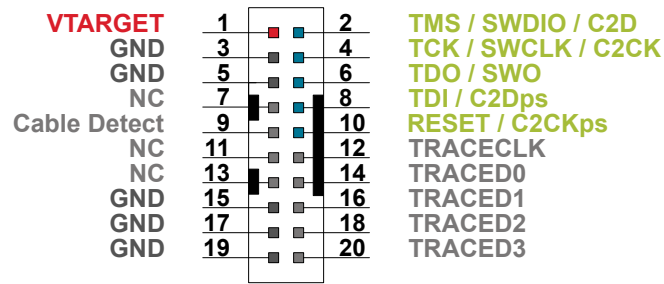 VTARGET 1 2 TMS / SWDIO / C2D
GND 3 4 TCK / SWCLK / C2CK
GND 5 6 TDO / SWO
NC 7 8 TDI / C2Dps
Cable Detect 9 10 RESET / C2CKps
NC 11 12 TRACECLK
NC 13 14 TRACED0
GND 15 16 TRACED1
GND 17 18 TRACED2
GND 19 20 TRACED3